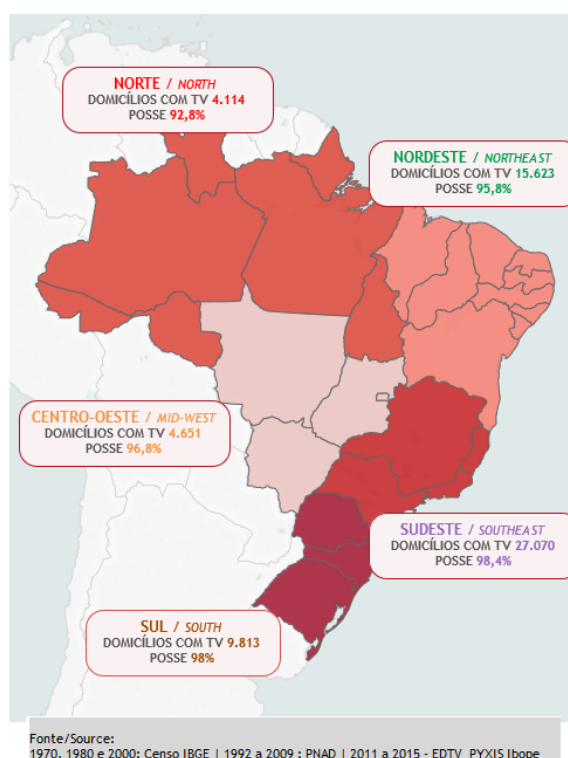 NORTE / NORTH
DOMICÍLIOS COM TV 4.114
POSSE 92,8%
NORDESTE / NORTHEAST
DOMICÍLIOS COM TV 15.623
POSSE 95,8%
CENTRO-OESTE / MID-WEST
DOMICÍLIOS COM TV 4.651
POSSE 96,8%
SUDESTE / SOUTHEAST
DOMICÍLIOS COM TV 27.070
POSSE 98,4%
SUL / SOUTH
DOMICÍLIOS COM TV 9.813
POSSE 98%
Fonte/Source:
1970, 1980 e 2000: Censo IBGE | 1992 a 2009 : PNAD | 2011 a 2015 - EDTV PYXIS Ibope